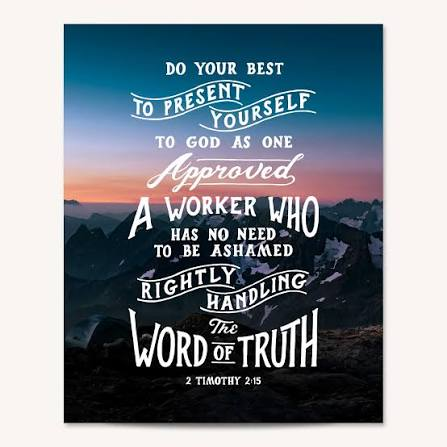 DO YOUR BEST
TO PRESENT
YOURSELF
TO GOD AS ONE
Approved
A WORKER WHO
HAS NO NEED
TO BE ASHAMED
RIGHTLY
HANDLING
The
WORD OF TRUTH
2 TIMOTHY 2:15